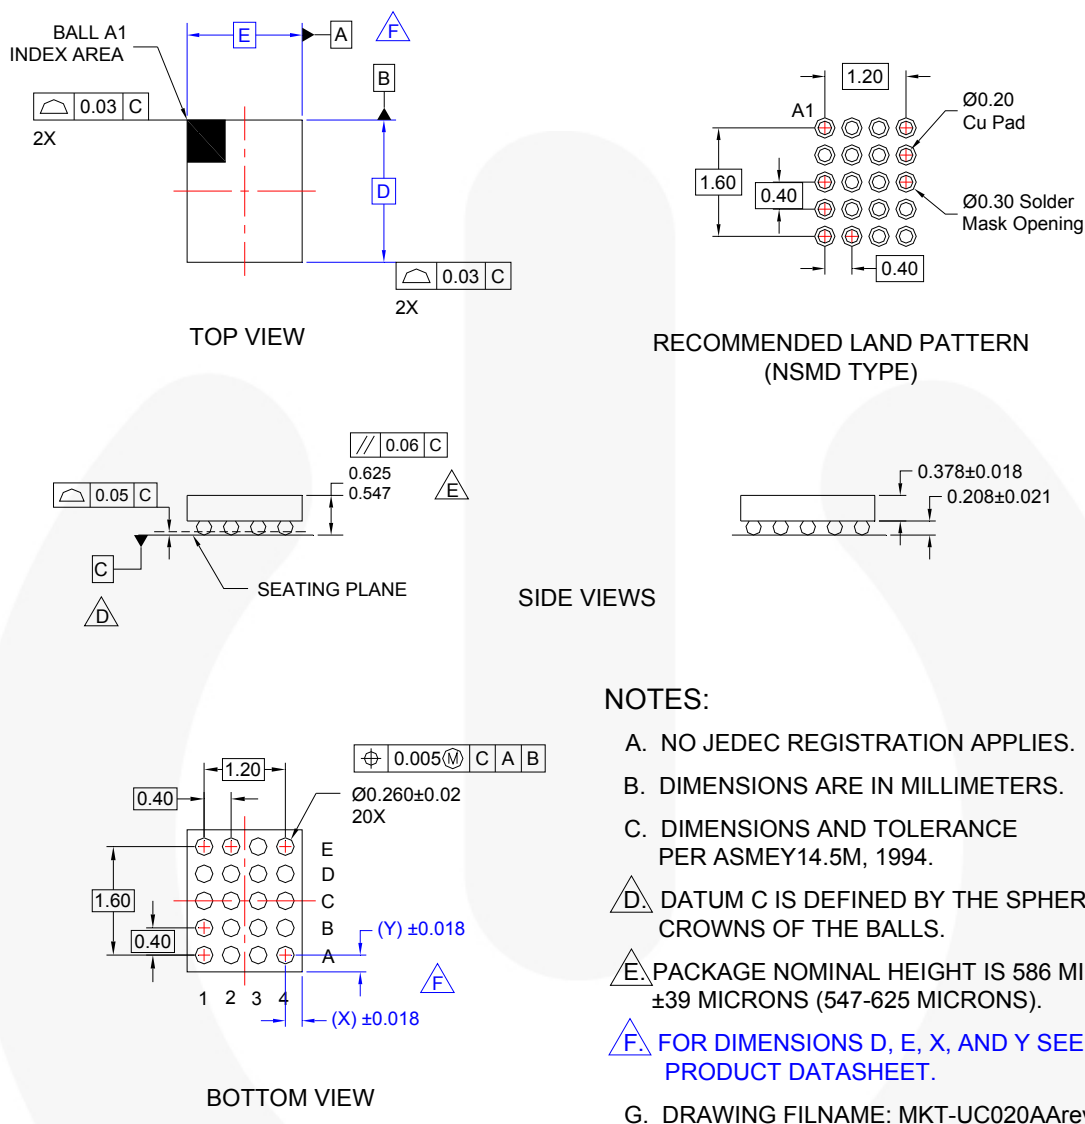 BALL A1
INDEX AREA
E
A
F
B
0.03 C
2X
D
0.03 C
2X
TOP VIEW
1.20
A1
Ø0.20
Cu Pad
1.60
0.40
Ø0.30 Solder
Mask Opening
0.40
RECOMMENDED LAND PATTERN
(NSMD TYPE)
// 0.06 C
0.625
0.547
E
0.05 C
C
D
SEATING PLANE
0.378±0.018
0.208±0.021
SIDE VIEWS
0.005Ⓜ C A B
1.20
0.40
Ø0.260±0.02
20X
E
D
C
B
A
1.60
0.40
(Y) ±0.018
F
1 2 3 4
(X) ±0.018
BOTTOM VIEW
NOTES:
A. NO JEDEC REGISTRATION APPLIES.
B. DIMENSIONS ARE IN MILLIMETERS.
C. DIMENSIONS AND TOLERANCE
PER ASMEY14.5M, 1994.
D. DATUM C IS DEFINED BY THE SPHER
CROWNS OF THE BALLS.
E. PACKAGE NOMINAL HEIGHT IS 586 MI
±39 MICRONS (547-625 MICRONS).
F. FOR DIMENSIONS D, E, X, AND Y SEE
PRODUCT DATASHEET.
G. DRAWING FILNAME: MKT-UC020AArev